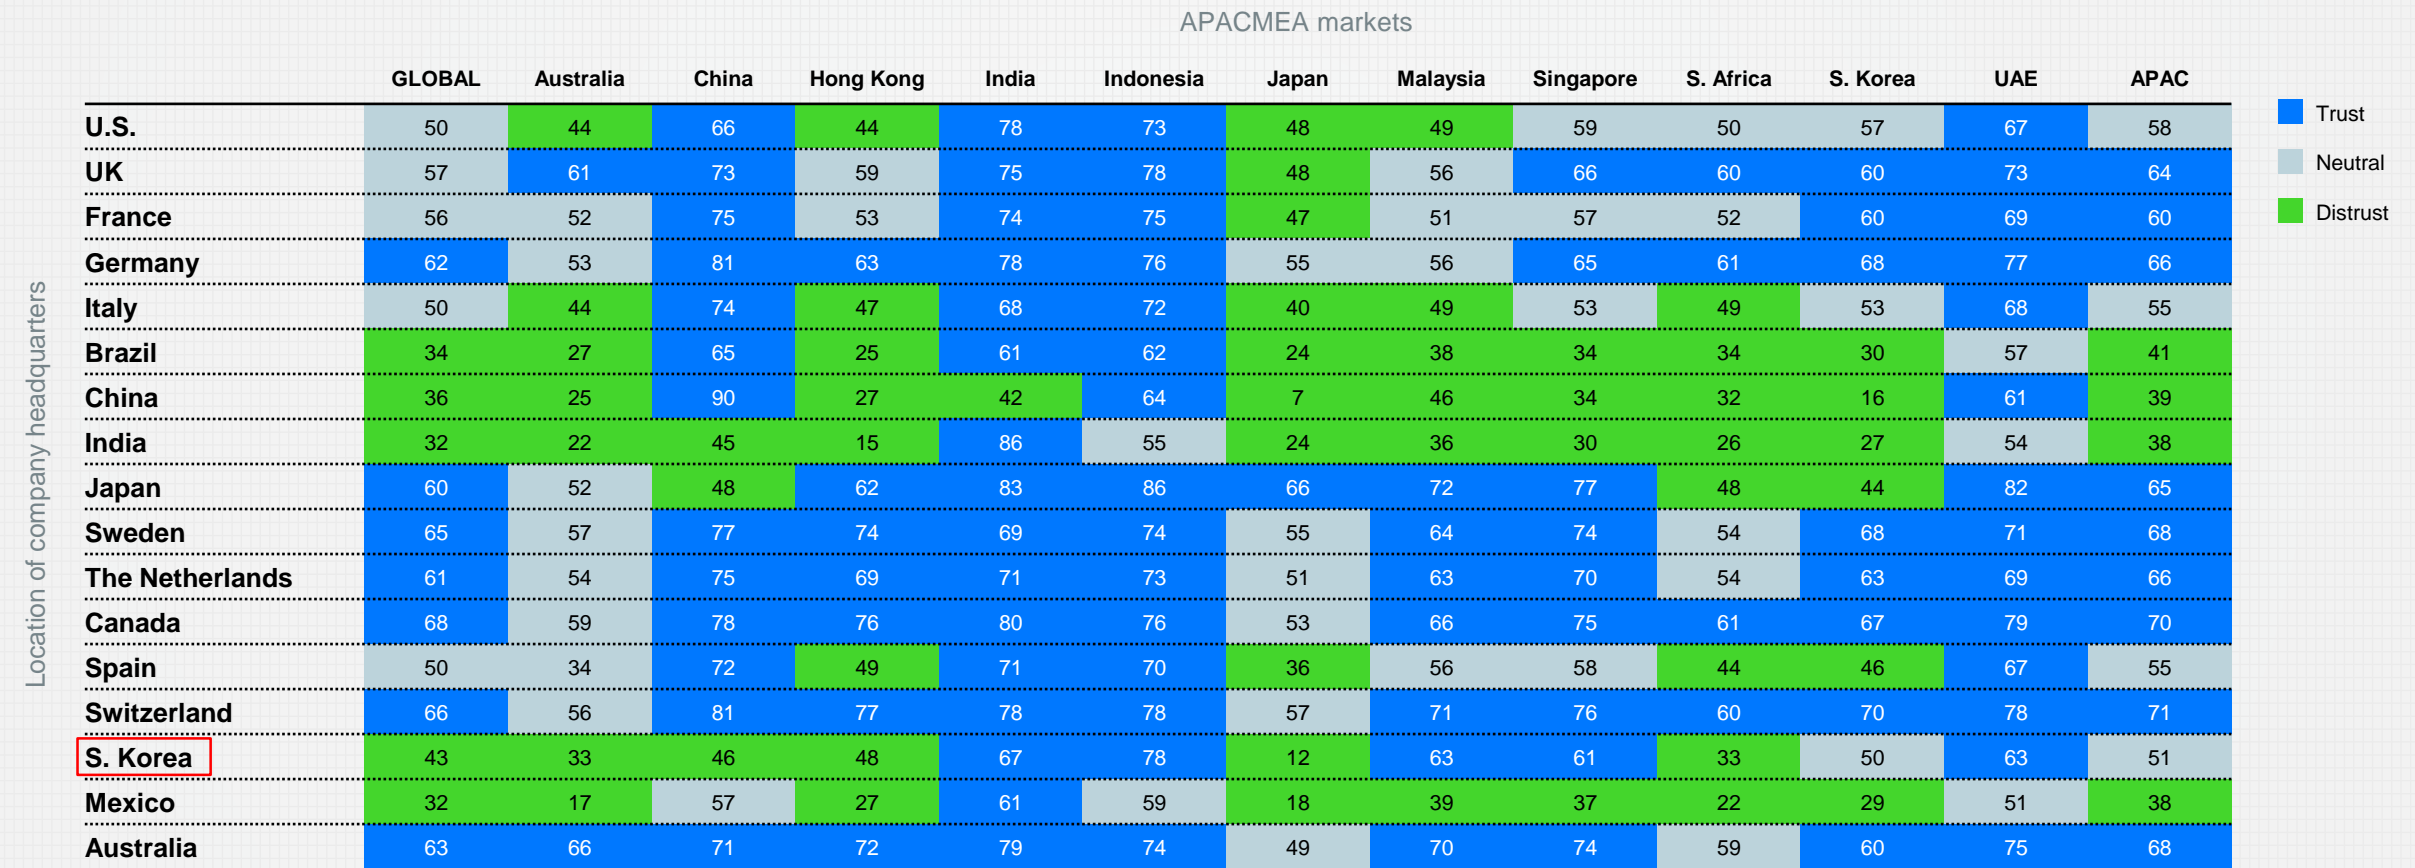 APACMEA markets
GLOBAL Australia China Hong Kong India Indonesia Japan Malaysia Singapore S. Africa S. Korea UAE APAC
U.S. 50 44 66 44 78 73 48 49 59 50 57 67 58
UK 57 61 73 59 75 78 48 56 66 60 60 73 64
France 56 52 75 53 74 75 47 51 57 52 60 69 60
Germany 62 53 81 63 78 76 55 56 65 61 68 77 66
Italy 50 44 74 47 68 72 40 49 53 49 53 68 55
Brazil 34 27 65 25 61 62 24 38 34 34 30 57 41
China 36 25 90 27 42 64 7 46 34 32 16 61 39
India 32 22 45 15 86 55 24 36 30 26 27 54 38
Japan 60 52 48 62 83 86 66 72 77 48 44 82 65
Sweden 65 57 77 74 69 74 55 64 74 54 68 71 68
The Netherlands 61 54 75 69 71 73 51 63 70 54 63 69 66
Canada 68 59 78 76 80 76 53 66 75 61 67 79 70
Spain 50 34 72 49 71 70 36 56 58 44 46 67 55
Switzerland 66 56 81 77 78 78 57 71 76 60 70 78 71
S. Korea 43 33 46 48 67 78 12 63 61 33 50 63 51
Mexico 32 17 57 27 61 59 18 39 37 22 29 51 38
Australia 63 66 71 72 79 74 49 70 74 59 60 75 68
Location of company headquarters
Trust
Neutral
Distrust